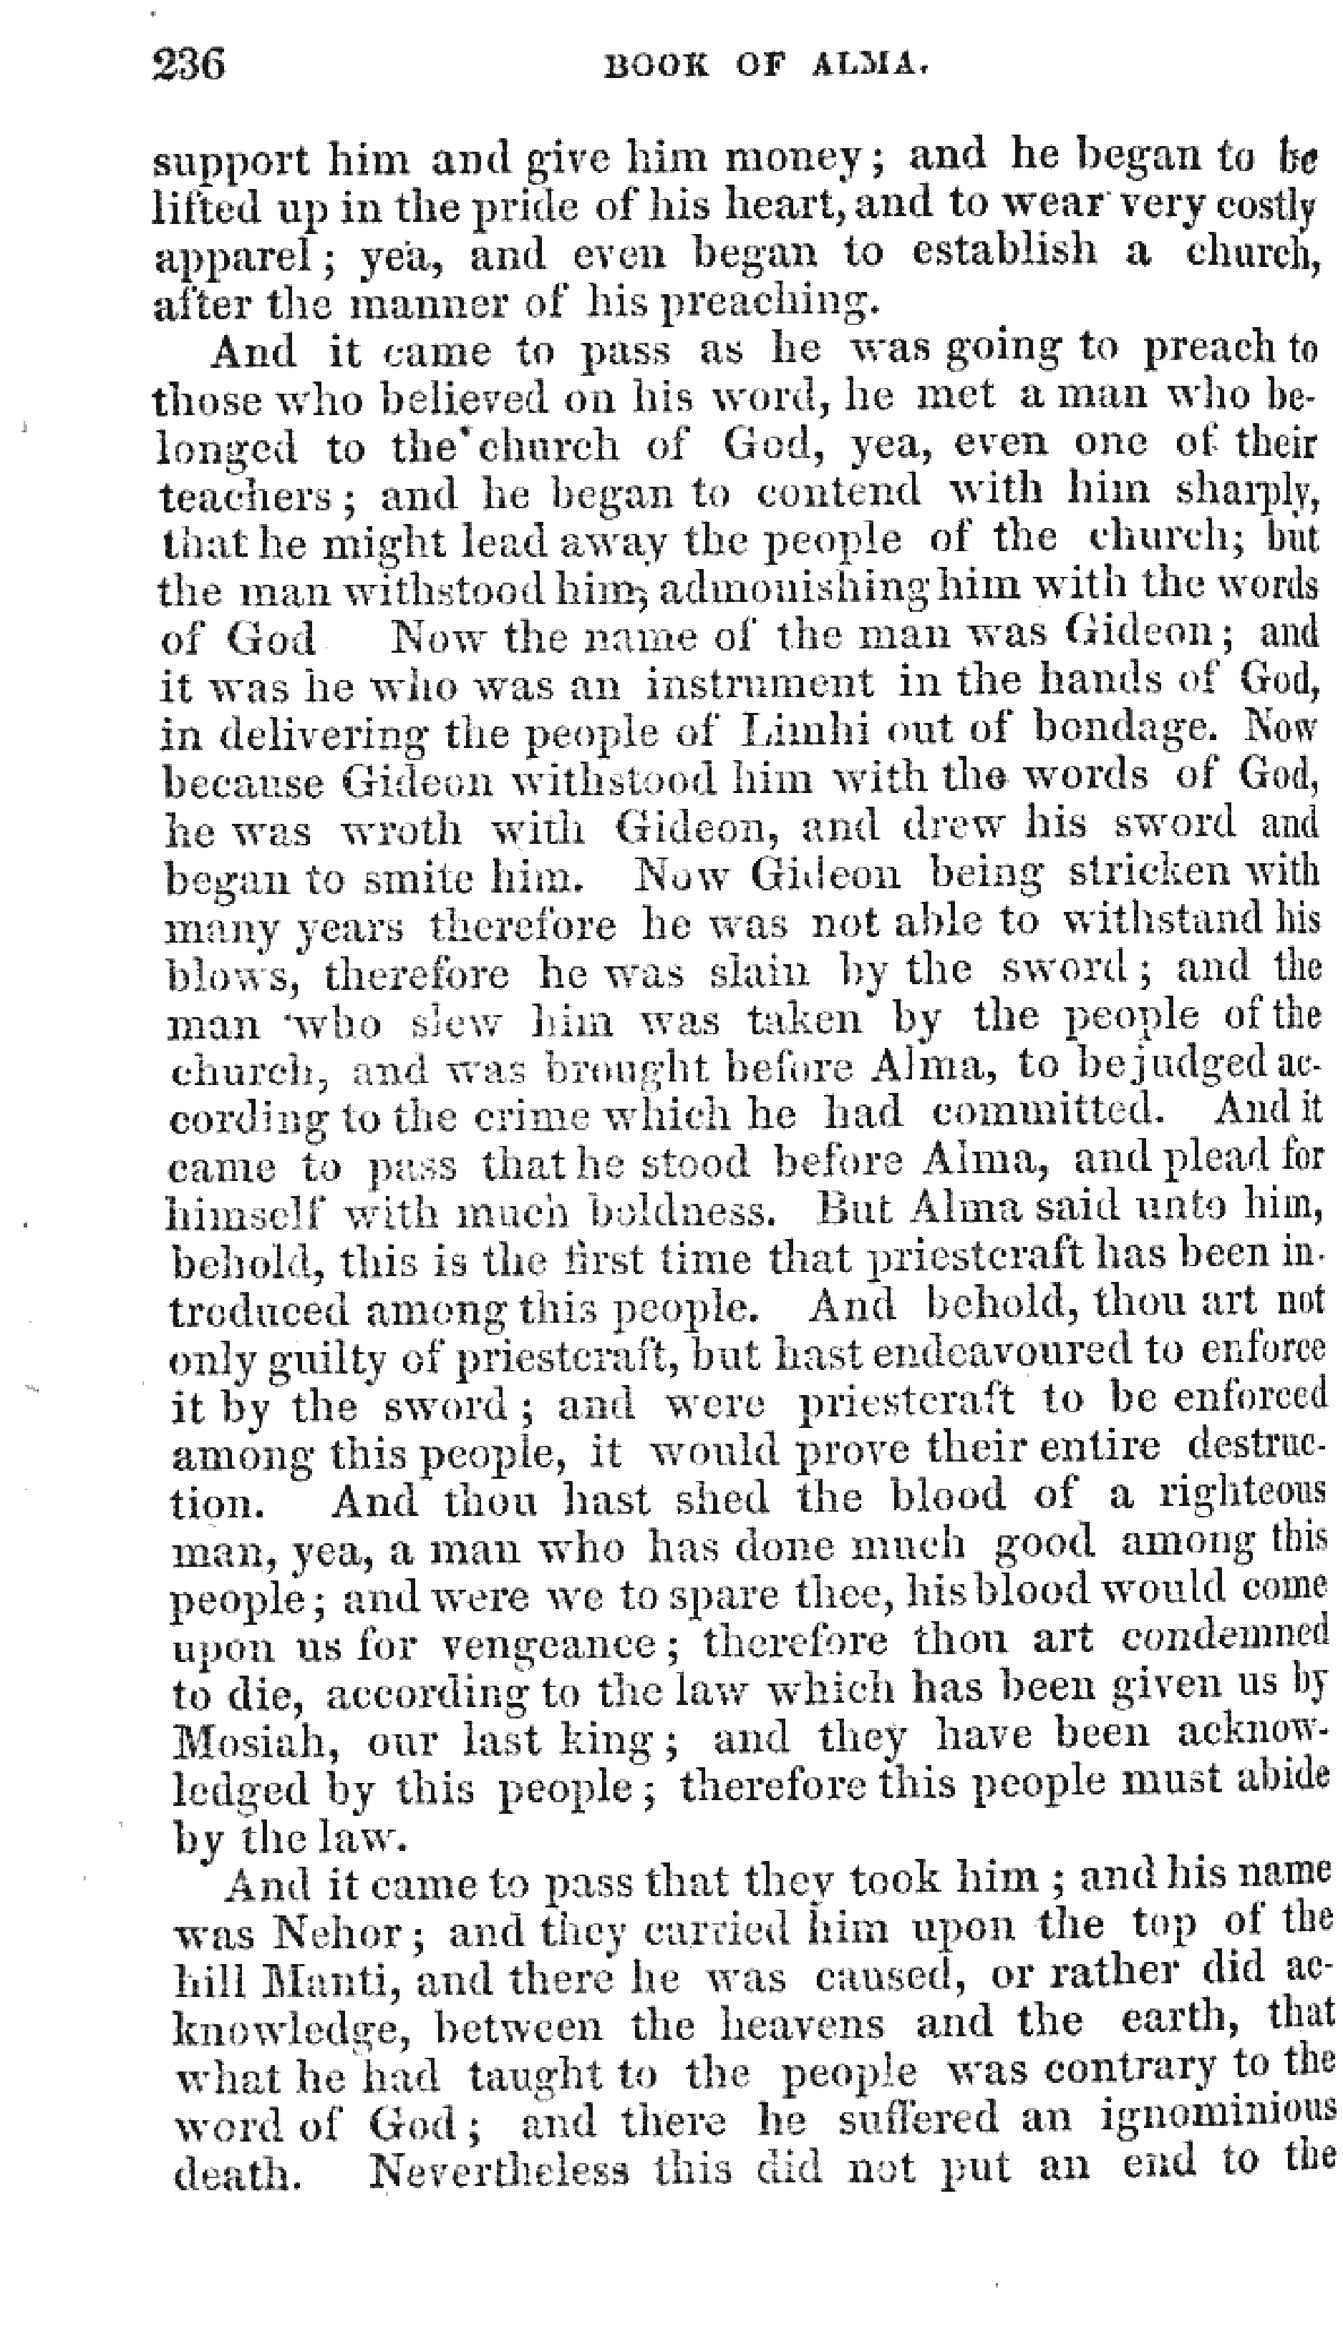 236 BOOK OF ALMA.
support him and give him money; and he began to be
lifted up in the pride of his heart, and to wear very costly
apparel; yea, and even began to establish a church,
after the manner of his preaching.
And it came to pass as he was going to preach to
those who believed on his word, he met a man who be-
longed to the church of God, yea, even one of their
teachers; and he began to contend with him sharply,
that he might lead away the people of the church; but
the man withstood him, admonishing him with the words
of God Now the name of the man was Gideon; and
it was he who was an instrument in the hands of God,
in delivering the people of Limhi out of bondage. Now
because Gideon withstood him with the words of God,
he was wroth with Gideon, and drew his sword and
began to smite him. Now Gideon being stricken with
many years therefore he was not able to withstand his
blows, therefore he was slain by the sword; and the
man who slew him was taken by the people of the
church, and was brought before Alma, to be judged ac-
cording to the crime which he had committed. And it
came to pass that he stood before Alma, and plead for
himself with much boldness. But Alma said unto him,
behold, this is the first time that priestcraft has been in-
troduced among this people. And behold, thou art not
only guilty of priestcraft, but hast endeavoured to enforce
it by the sword; and were priestcraft to be enforced
among this people, it would prove their entire destruc-
tion. And thou hast shed the blood of a righteous
man, yea, a man who has done much good among this
people; and were we to spare thee, his blood would come
upon us for vengeance; therefore thou art condemned
to die, according to the law which has been given us by
Mosiah, our last king; and they have been acknow-
ledged by this people; therefore this people must abide
by the law.
And it came to pass that they took him; and his name
was Nehor; and they carried him upon the top of the
hill Manti, and there he was caused, or rather did ac-
knowledge, between the heavens and the earth, that
what he had taught to the people was contrary to the
word of God; and there he suffered an ignominious
death. Nevertheless this did not put an end to the